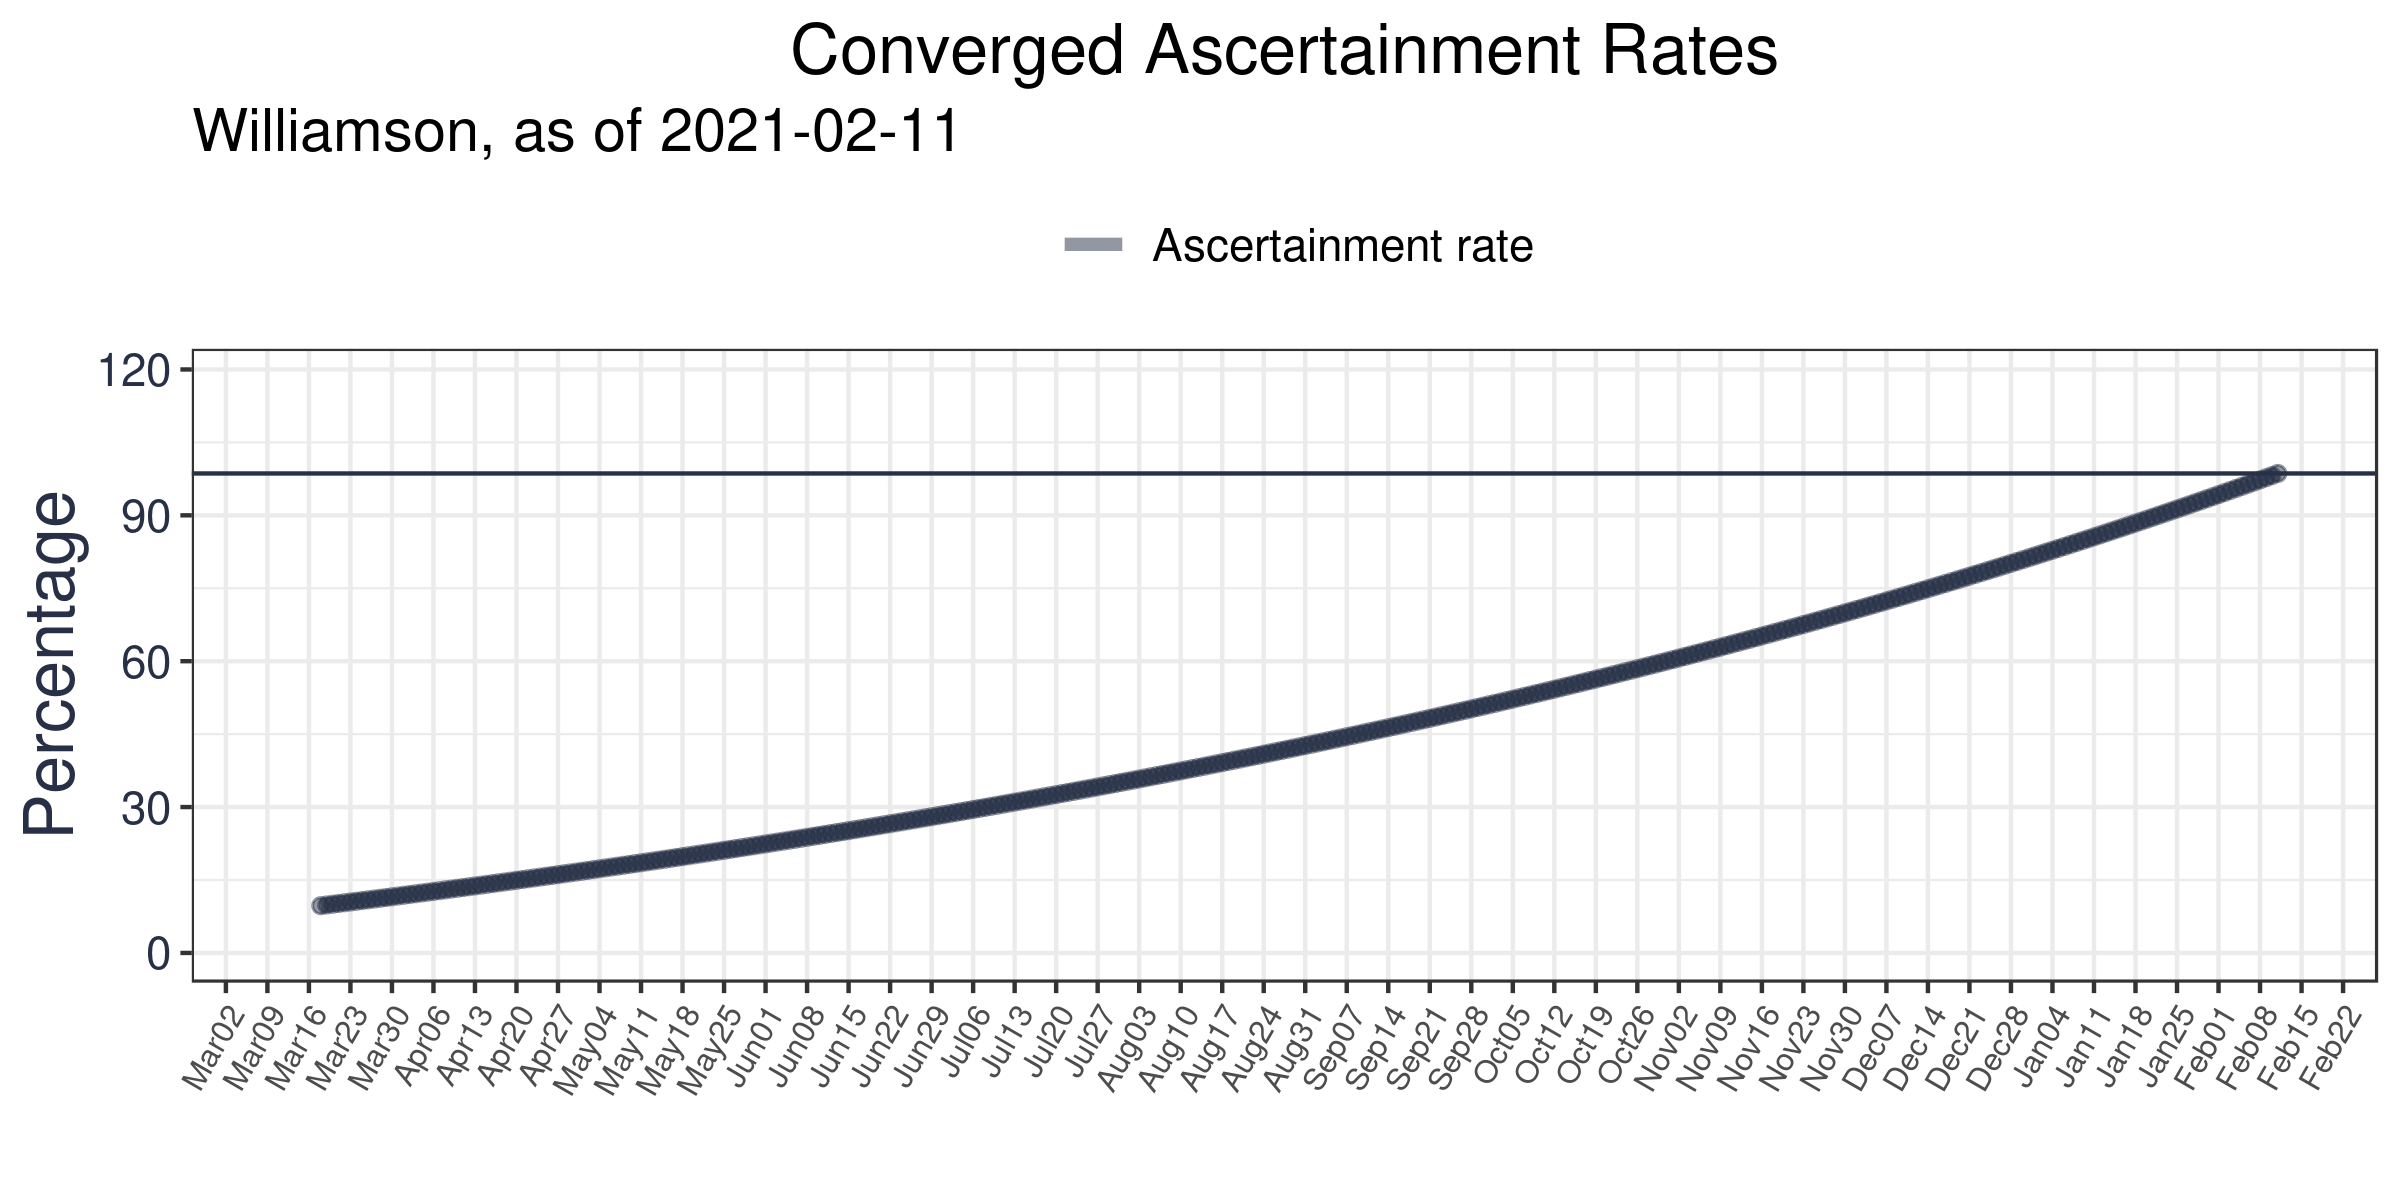 Converged Ascertainment Rates
Williamson, as of 2021-02-11
Ascertainment rate
Percentage
120
90
60
30
0
Mar02 Mar09 Mar16 Mar23 Mar30 Apr06 Apr13 Apr20 Apr27 May04 May11 May18 May25 Jun01 Jun08 Jun15 Jun22 Jun29 Jul06 Jul13 Jul20 Jul27 Aug03 Aug10 Aug17 Aug24 Aug31 Sep07 Sep14 Sep21 Sep28 Oct05 Oct12 Oct19 Oct26 Nov02 Nov09 Nov16 Nov23 Nov30 Dec07 Dec14 Dec21 Dec28 Jan04 Jan11 Jan18 Jan25 Feb01 Feb08 Feb15 Feb22